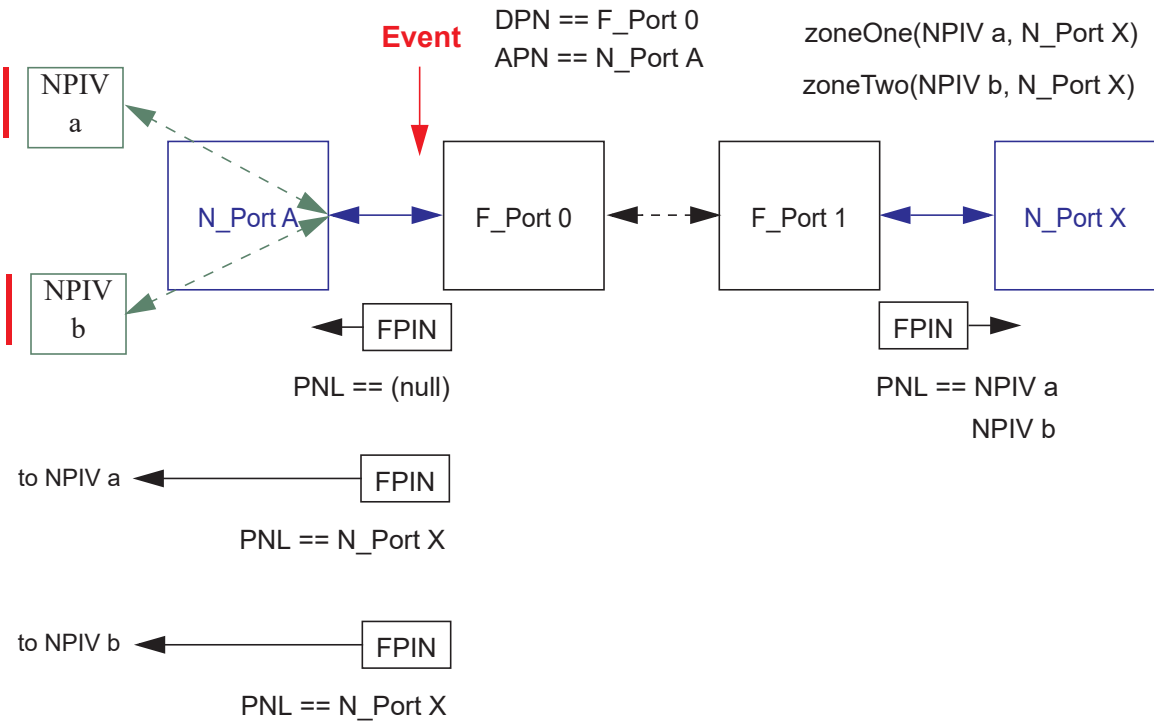 DPN == F_Port 0
zoneOne(NPIV a, N_Port X)
Event
APN == N_Port A
zoneTwo(NPIV b, N_Port X)
NPIV
a
N_Port A
F_Port 0
F_Port 1
N_Port X
NPIV
b
FPIN
FPIN
PNL == (null)
PNL == NPIV a
NPIV b
to NPIV a
FPIN
PNL == N_Port X
to NPIV b
FPIN
PNL == N_Port X